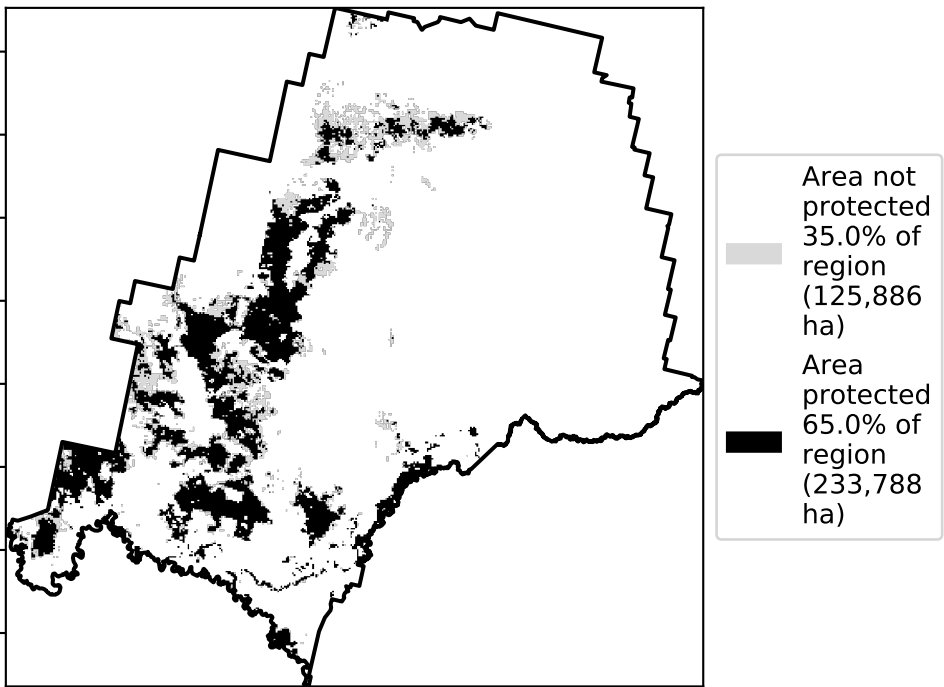 Area not
protected
35.0% of
region
(125,886
ha)
Area
protected
65.0% of
region
(233,788
ha)